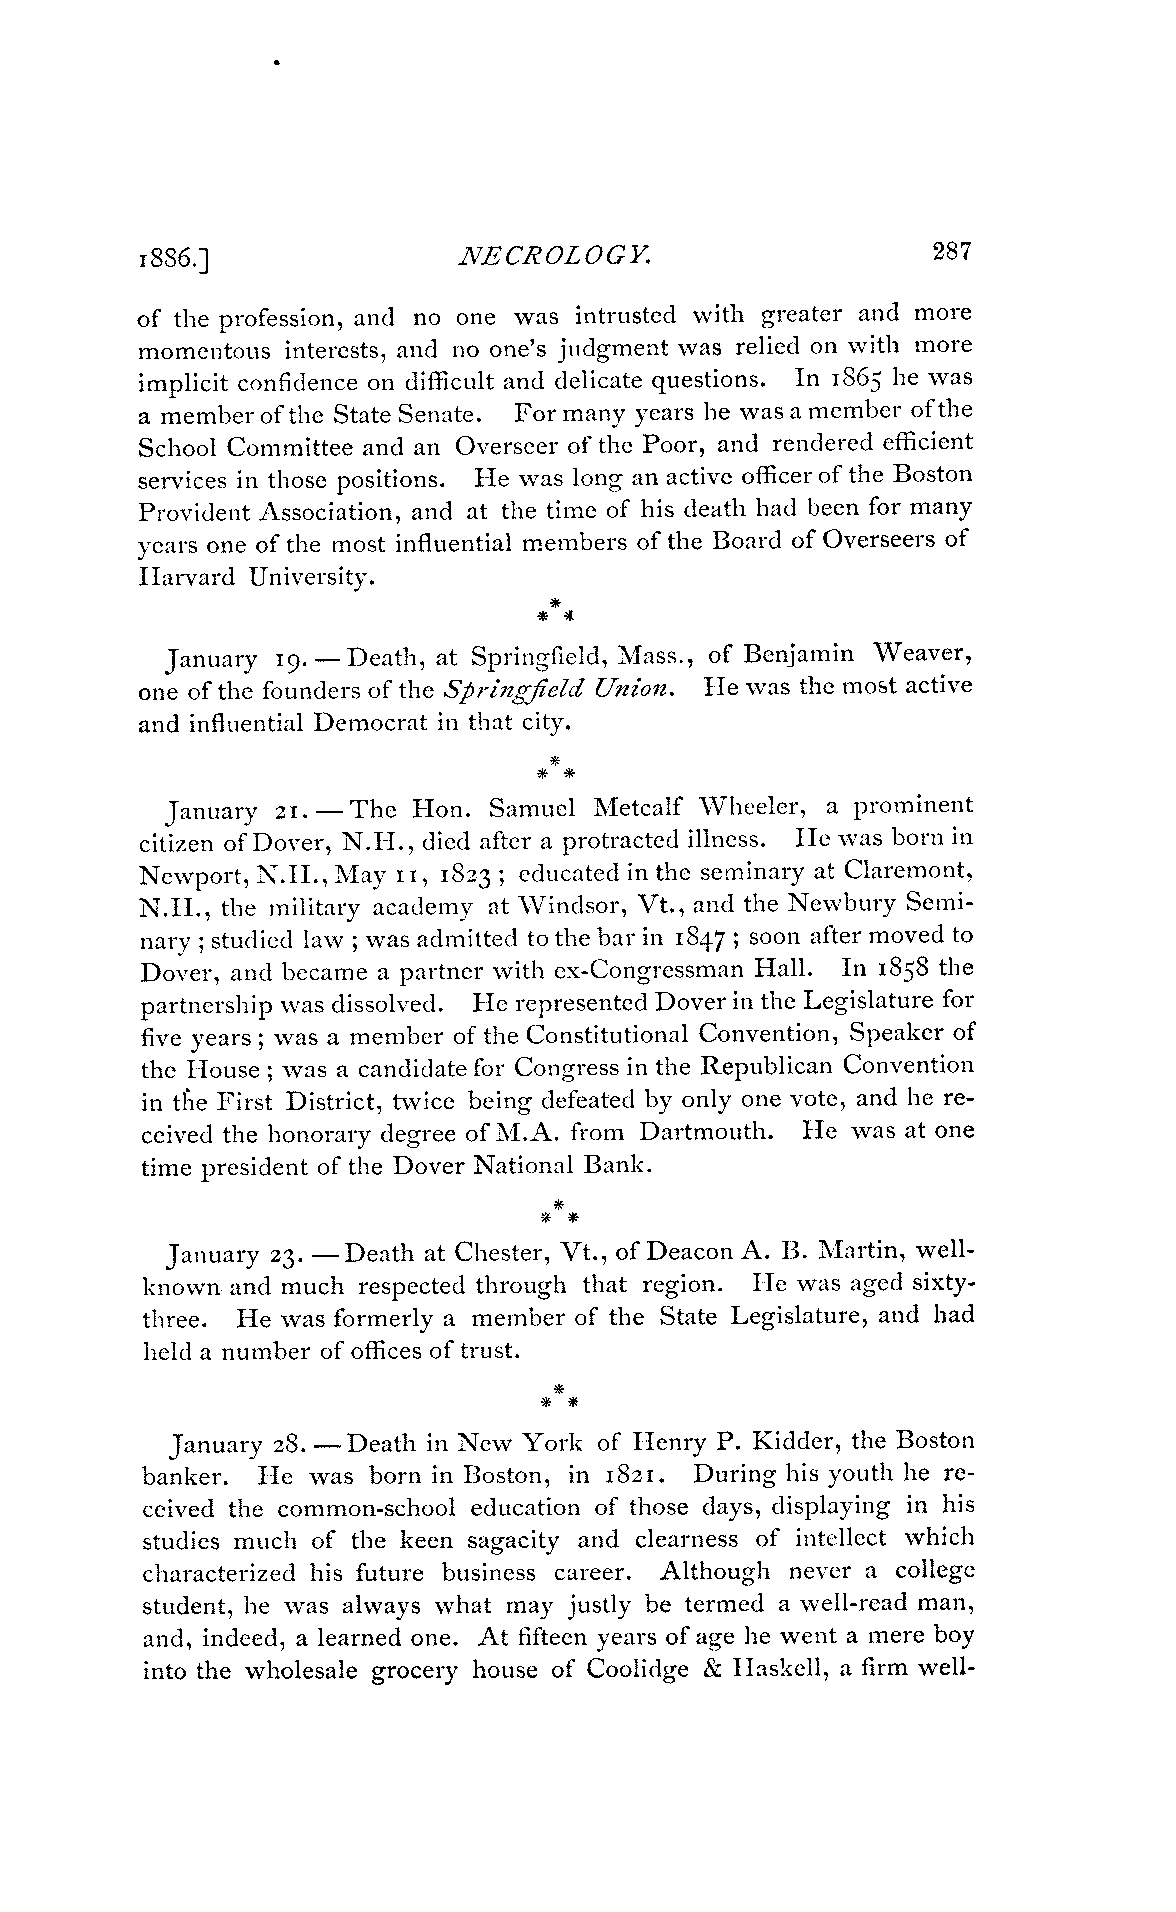 1886.] NECROLOGY. 287
of the profession, and no one was intrusted with greater and more
momentous interests, and no one's judgment was relied on with more
implicit confidence on difficult and delicate questions. In 1865 he was
a member of the State Senate. For many years he was a member of the
School Committee and an Overseer of the Poor, and rendered efficient
services in those positions. He was long an active officer of the Boston
Provident Association, and at the time of his death had been for many
years one of the most influential members of the Board of Overseers of
Harvard University.
***
January 19. — Death, at Springfield, Mass., of Benjamin Weaver,
one of the founders of the Springfield Union. He was the most active
and influential Democrat in that city.
***
January 21. — The Hon. Samuel Metcalf Wheeler, a prominent
citizen of Dover, N.H., died after a protracted illness. He was born in
Newport, N.H., May 11, 1823; educated in the seminary at Claremont,
N.H., the military academy at Windsor, Vt., and the Newbury Semi-
nary; studied law; was admitted to the bar in 1847; soon after moved to
Dover, and became a partner with ex-Congressman Hall. In 1858 the
partnership was dissolved. He represented Dover in the Legislature for
five years; was a member of the Constitutional Convention, Speaker of
the House; was a candidate for Congress in the Republican Convention
in the First District, twice being defeated by only one vote, and he re-
ceived the honorary degree of M.A. from Dartmouth. He was at one
time president of the Dover National Bank.
***
January 23. — Death at Chester, Vt., of Deacon A. B. Martin, well-
known and much respected through that region. He was aged sixty-
three. He was formerly a member of the State Legislature, and had
held a number of offices of trust.
***
January 28. — Death in New York of Henry P. Kidder, the Boston
banker. He was born in Boston, in 1821. During his youth he re-
ceived the common-school education of those days, displaying in his
studies much of the keen sagacity and clearness of intellect which
characterized his future business career. Although never a college
student, he was always what may justly be termed a well-read man,
and, indeed, a learned one. At fifteen years of age he went a mere boy
into the wholesale grocery house of Coolidge & Haskell, a firm well-